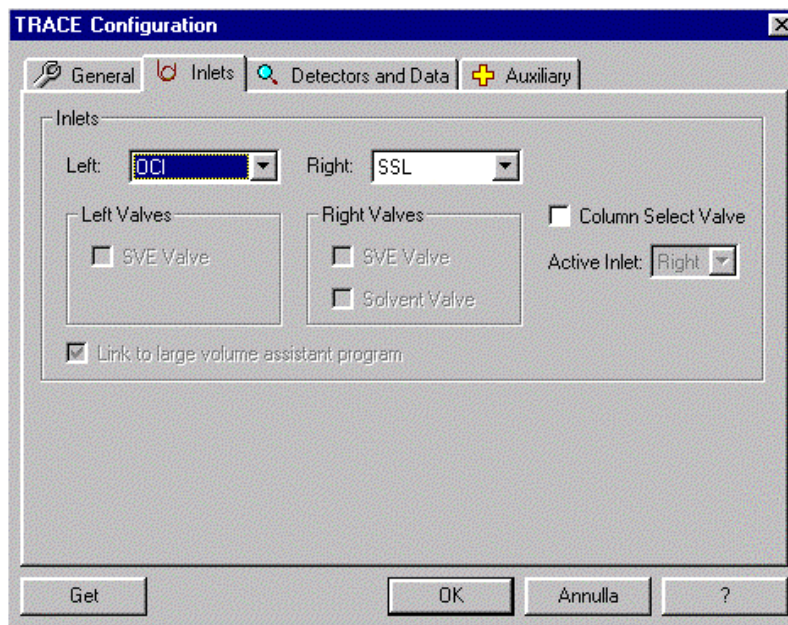 TRACE Configuration
General Inlets Detectors and Data Auxiliary
Inlets
Left: OCI Right: SSL
Left Valves Right Valves Column Select Valve
SVE Valve SVE Valve Active Inlet: Right
Solvent Valve
Link to large volume assistant program
Get OK Annulla ?